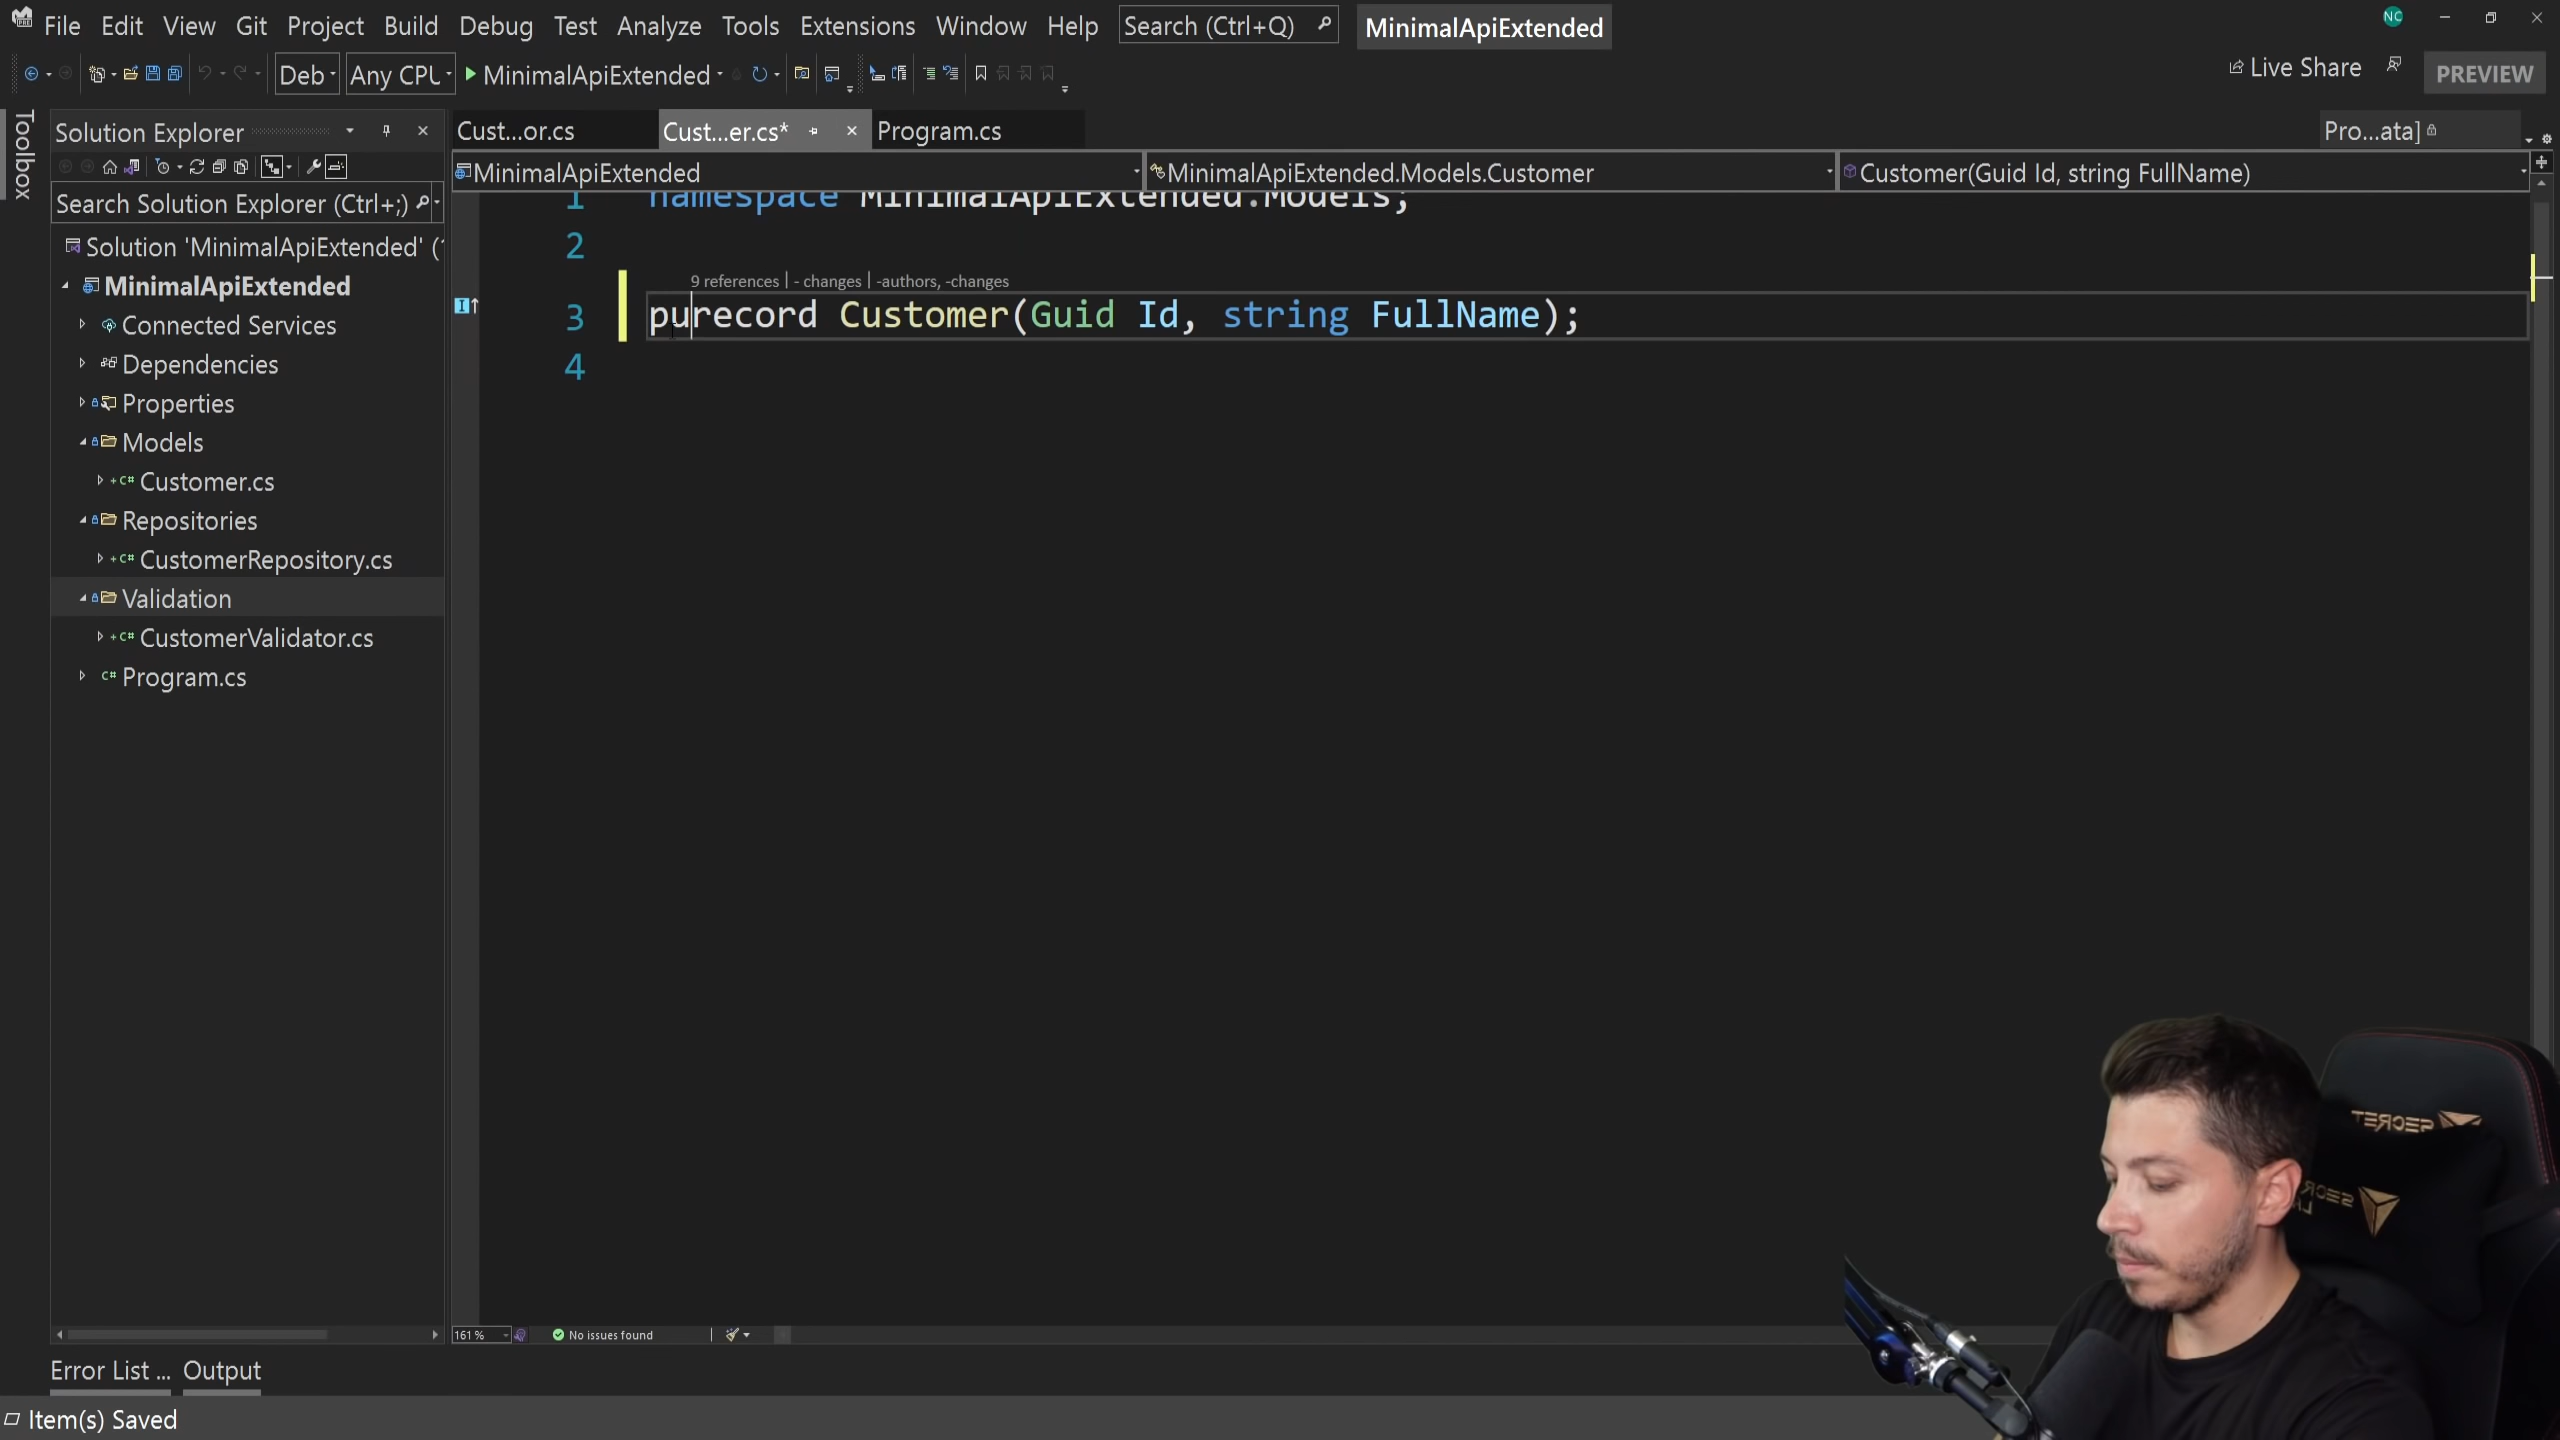 File Edit View Git Project Build Debug Test Analyze Tools Extensions Window Help Search (Ctrl+Q) MinimalApiExtended NC
Deb Any CPU MinimalApiExtended Live Share PREVIEW
Toolbox
Solution Explorer
Search Solution Explorer (Ctrl+;)
Solution 'MinimalApiExtended' (
MinimalApiExtended
Connected Services
Dependencies
Properties
Models
C# Customer.cs
Repositories
C# CustomerRepository.cs
Validation
C# CustomerValidator.cs
C# Program.cs
Cust...or.cs Cust...er.cs* Program.cs Pro...ata]
MinimalApiExtended MinimalApiExtended.Models.Customer Customer(Guid Id, string FullName)
1 namespace MinimalApiExtended.Models;
2
9 references | - changes | -authors, -changes
3 purecord Customer(Guid Id, string FullName);
4
161 % No issues found
Error List ... Output
Item(s) Saved
SECRET